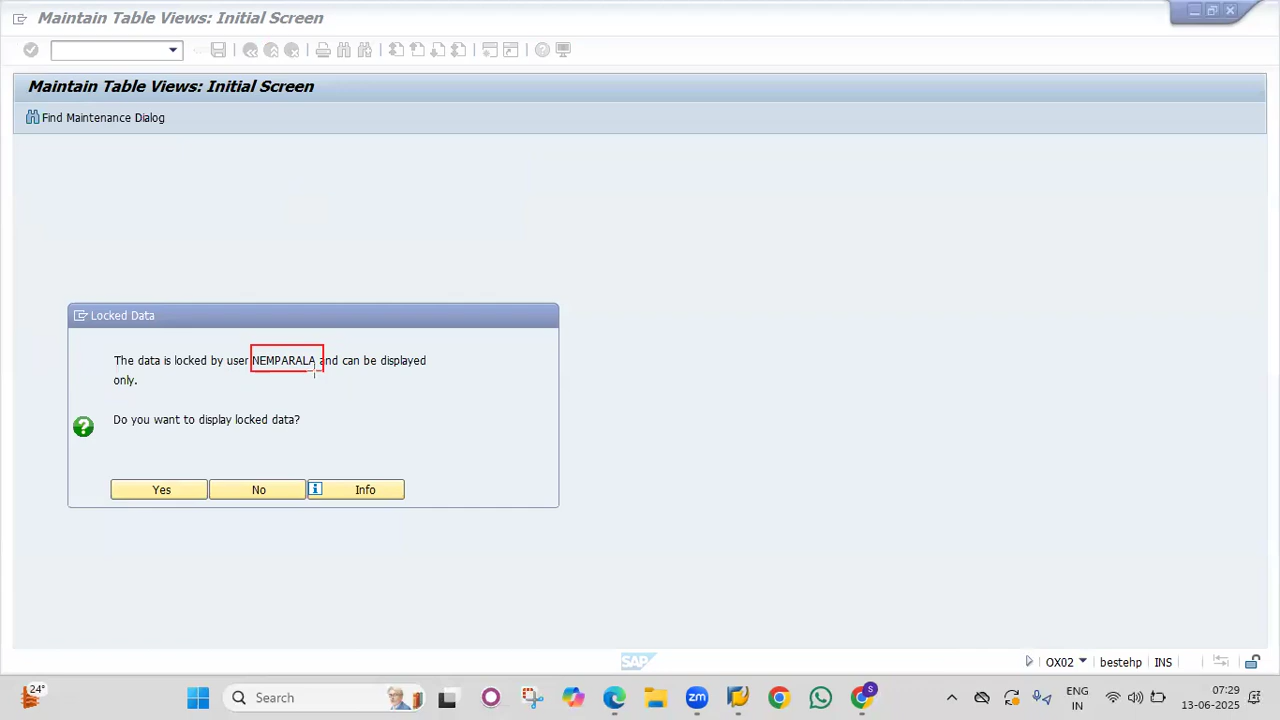 Maintain Table Views: Initial Screen
Maintain Table Views: Initial Screen
Find Maintenance Dialog
Locked Data
The data is locked by user NEMPARALA and can be displayed
only.
Do you want to display locked data?
Yes No Info
SAP
OX02 bestehp INS
24°
Search
ENG
IN
07:29
13-06-2025